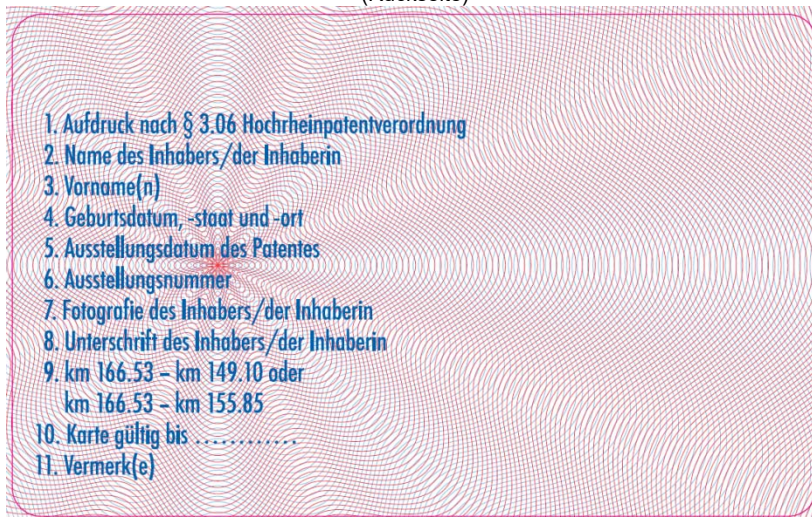 (Rückseite)
1. Aufdruck nach § 3.06 Hochrheinpatentverordnung
2. Name des Inhabers/der Inhaberin
3. Vorname(n)
4. Geburtsdatum, -staat und -ort
5. Ausstellungsdatum des Patentes
6. Ausstellungsnummer
7. Fotografie des Inhabers/der Inhaberin
8. Unterschrift des Inhabers/der Inhaberin
9. km 166.53 – km 149.10 oder
km 166.53 – km 155.85
10. Karte gültig bis ............
11. Vermerk(e)